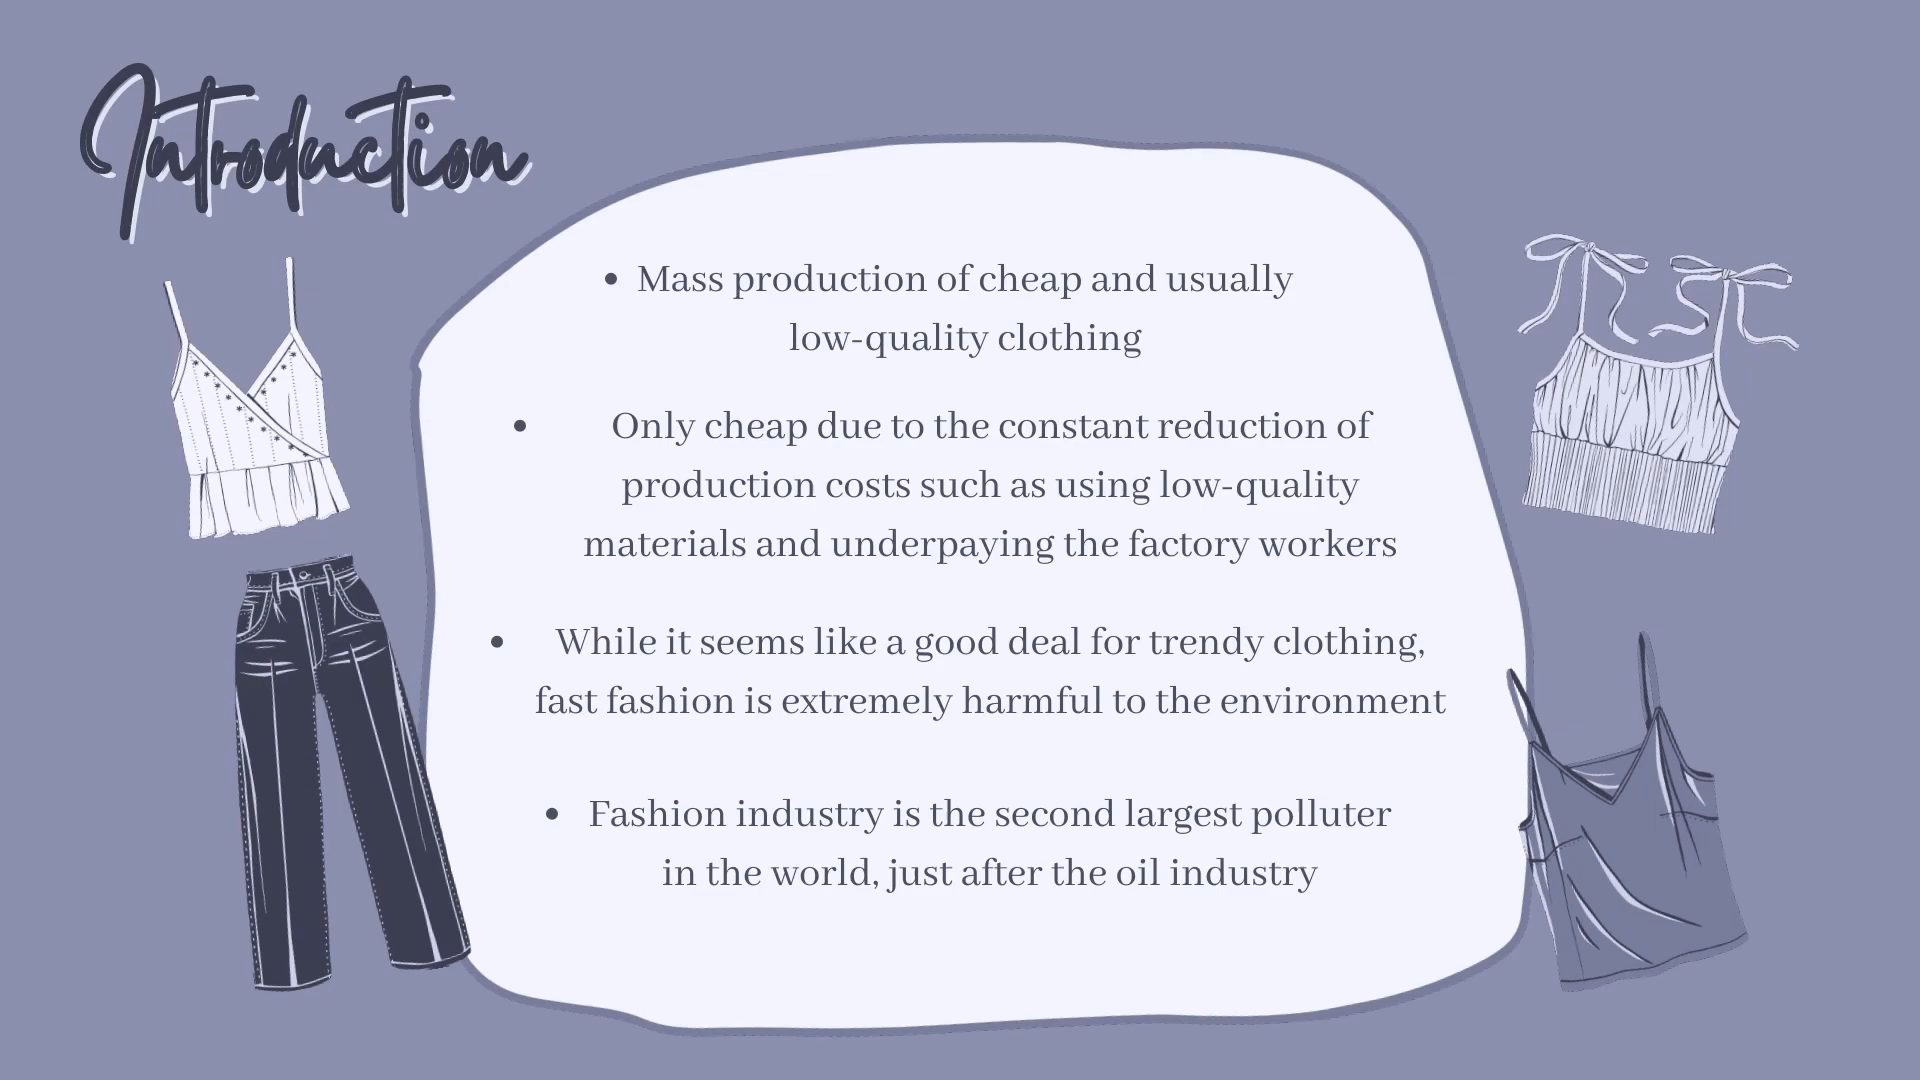 Introduction
• Mass production of cheap and usually
low-quality clothing
• Only cheap due to the constant reduction of
production costs such as using low-quality
materials and underpaying the factory workers
• While it seems like a good deal for trendy clothing,
fast fashion is extremely harmful to the environment
• Fashion industry is the second largest polluter
in the world, just after the oil industry